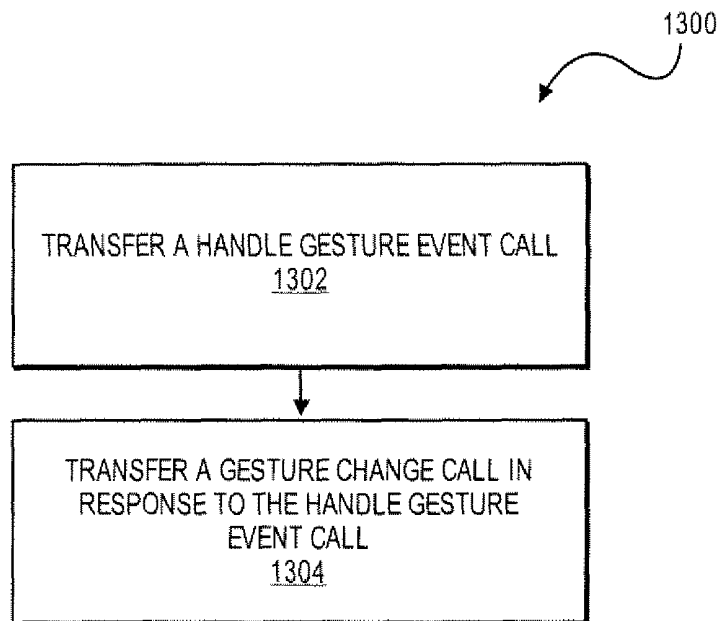 1300
TRANSFER A HANDLE GESTURE EVENT CALL
1302
TRANSFER A GESTURE CHANGE CALL IN
RESPONSE TO THE HANDLE GESTURE
EVENT CALL
1304